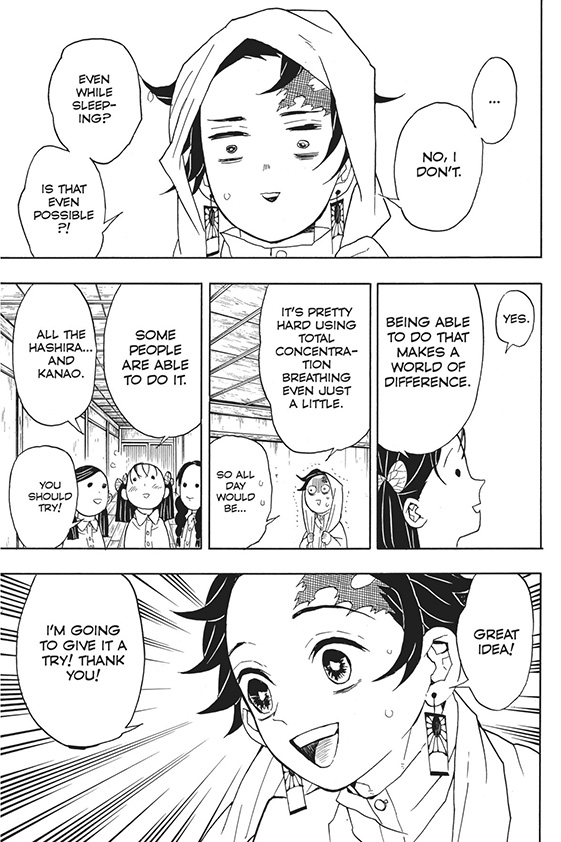 ...
NO, I
DON'T.
EVEN
WHILE
SLEEP-
ING?
IS THAT
EVEN
POSSIBLE
?!
YES.
BEING ABLE
TO DO THAT
MAKES A
WORLD OF
DIFFERENCE.
IT'S PRETTY
HARD USING
TOTAL
CONCENTRA-
TION
BREATHING
EVEN JUST
A LITTLE.
SO ALL
DAY
WOULD
BE...
SOME
PEOPLE
ARE ABLE
TO DO IT.
ALL THE
HASHIRA...
AND
KANAO.
YOU
SHOULD
TRY!
GREAT
IDEA!
I'M GOING
TO GIVE IT A
TRY! THANK
YOU!